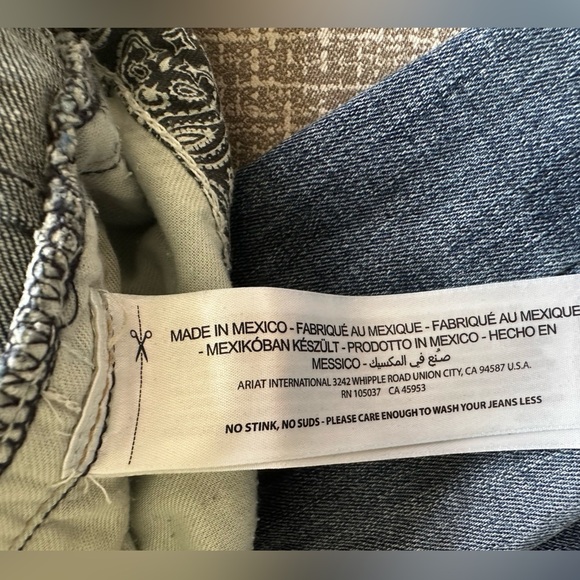 MADE IN MEXICO - FABRIQUÉ AU MEXIQUE - FABRIQUÉ AU MEXIQUE
- MEXIKÓBAN KÉSZÜLT - PRODOTTO IN MEXICO - HECHO EN
MESSICO - صُنع في المكسيك
ARIAT INTERNATIONAL 3242 WHIPPLE ROAD UNION CITY, CA 94587 U.S.A.
RN 105037 CA 45953
NO STINK, NO SUDS - PLEASE CARE ENOUGH TO WASH YOUR JEANS LESS